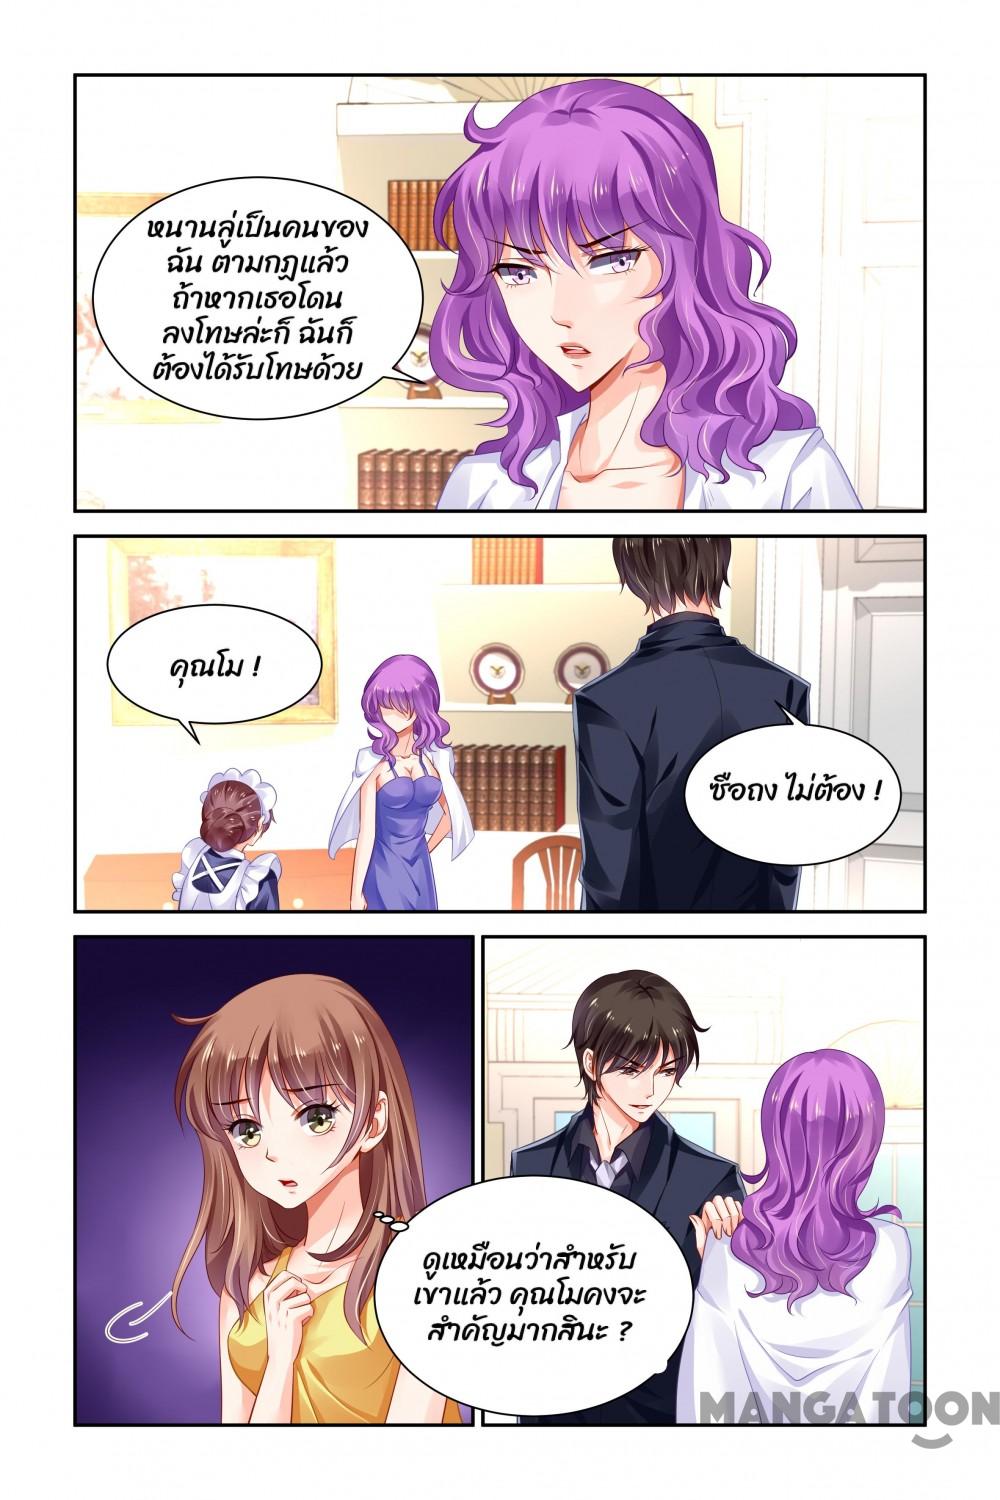 หนานลู่เป็นคนของ
ฉัน ตามกฏแล้ว
ถ้าหากเธอโดน
ลงโทษล่ะก็ ฉันก็
ต้องได้รับโทษด้วย
คุณโม !
ซือถง ไม่ต้อง !
ดูเหมือนว่าสำหรับ
เขาแล้ว คุณโมคงจะ
สำคัญมากสินะ ?
MANGATOON